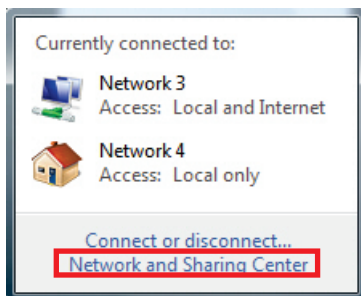 Currently connected to:
Network 3
Access: Local and Internet
Network 4
Access: Local only
Connect or disconnect...
Network and Sharing Center